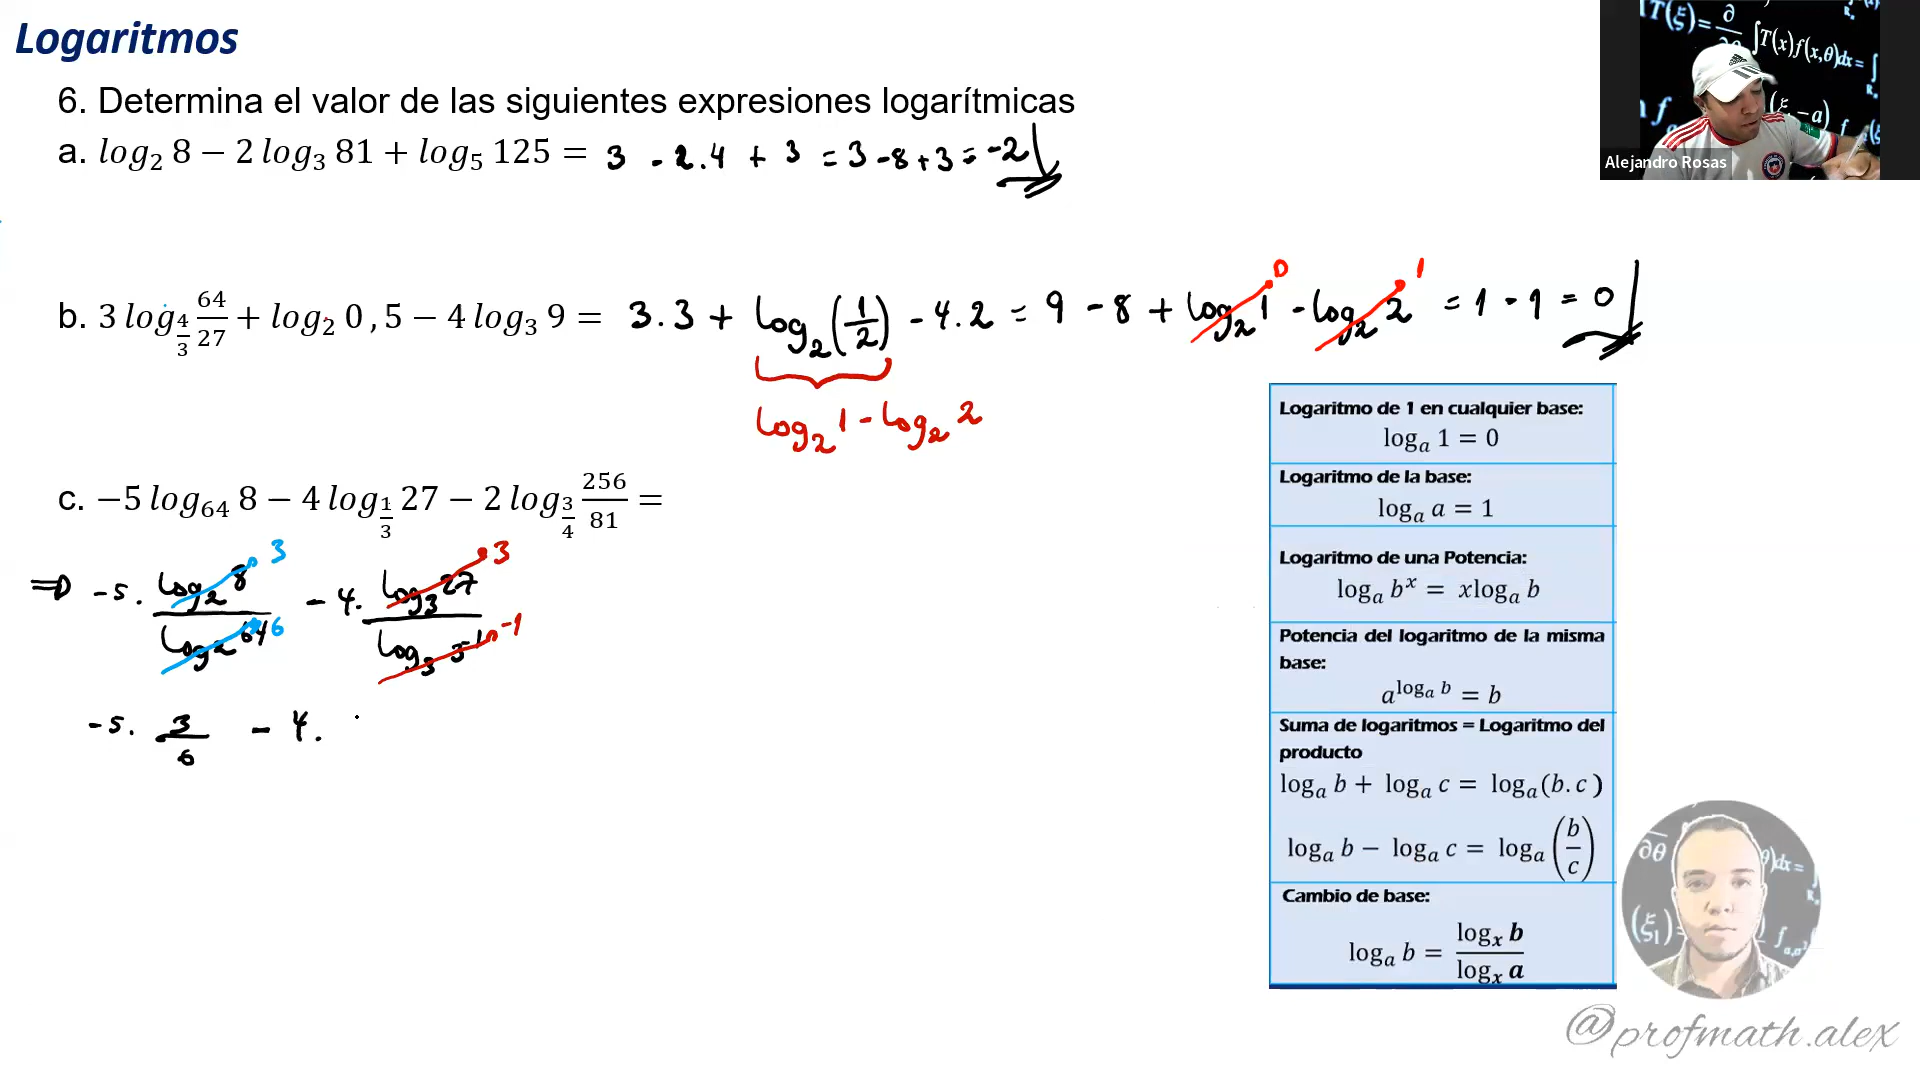 Logaritmos
6. Determina el valor de las siguientes expresiones logarítmicas
a. log₂ 8 − 2 log₃ 81 + log₅ 125 = 3 - 2.4 + 3 = 3 - 8 + 3 = -2
b. 3 log_(4/3) 64/27 + log₂ 0,5 − 4 log₃ 9 = 3.3 + log₂(1/2) - 4.2 = 9 - 8 + log₂ 1 - log₂ 2 = 1 - 1 = 0
0 1
log₂ 1 - log₂ 2
c. −5 log₆₄ 8 − 4 log_(1/3) 27 − 2 log_(3/4) 256/81 =
⇒ -5. log₂ 8 / log₂ 64 - 4. log₃ 27 / log₃ 3⁻¹
3 6 3 -1
-5. 3/6 - 4.
Logaritmo de 1 en cualquier base:
logₐ 1 = 0
Logaritmo de la base:
logₐ a = 1
Logaritmo de una Potencia:
logₐ bˣ = xlogₐ b
Potencia del logaritmo de la misma
base:
a^(logₐ b) = b
Suma de logaritmos = Logaritmo del
producto
logₐ b + logₐ c = logₐ(b.c)
logₐ b − logₐ c = logₐ (b/c)
Cambio de base:
logₐ b = logₓ b / logₓ a
Alejandro Rosas
@profmath.alex